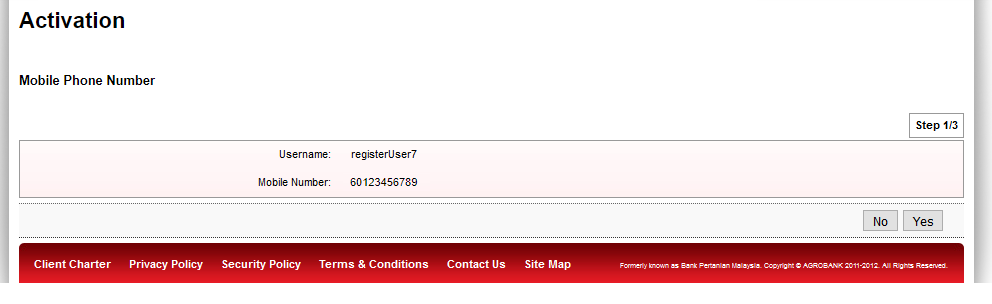 Activation
Mobile Phone Number
Step 1/3
Username: registerUser7
Mobile Number: 60123456789
No Yes
Client Charter Privacy Policy Security Policy Terms & Conditions Contact Us Site Map Formerly known as Bank Pertanian Malaysia. Copyright © AGROBANK 2011-2012. All Rights Reserved.